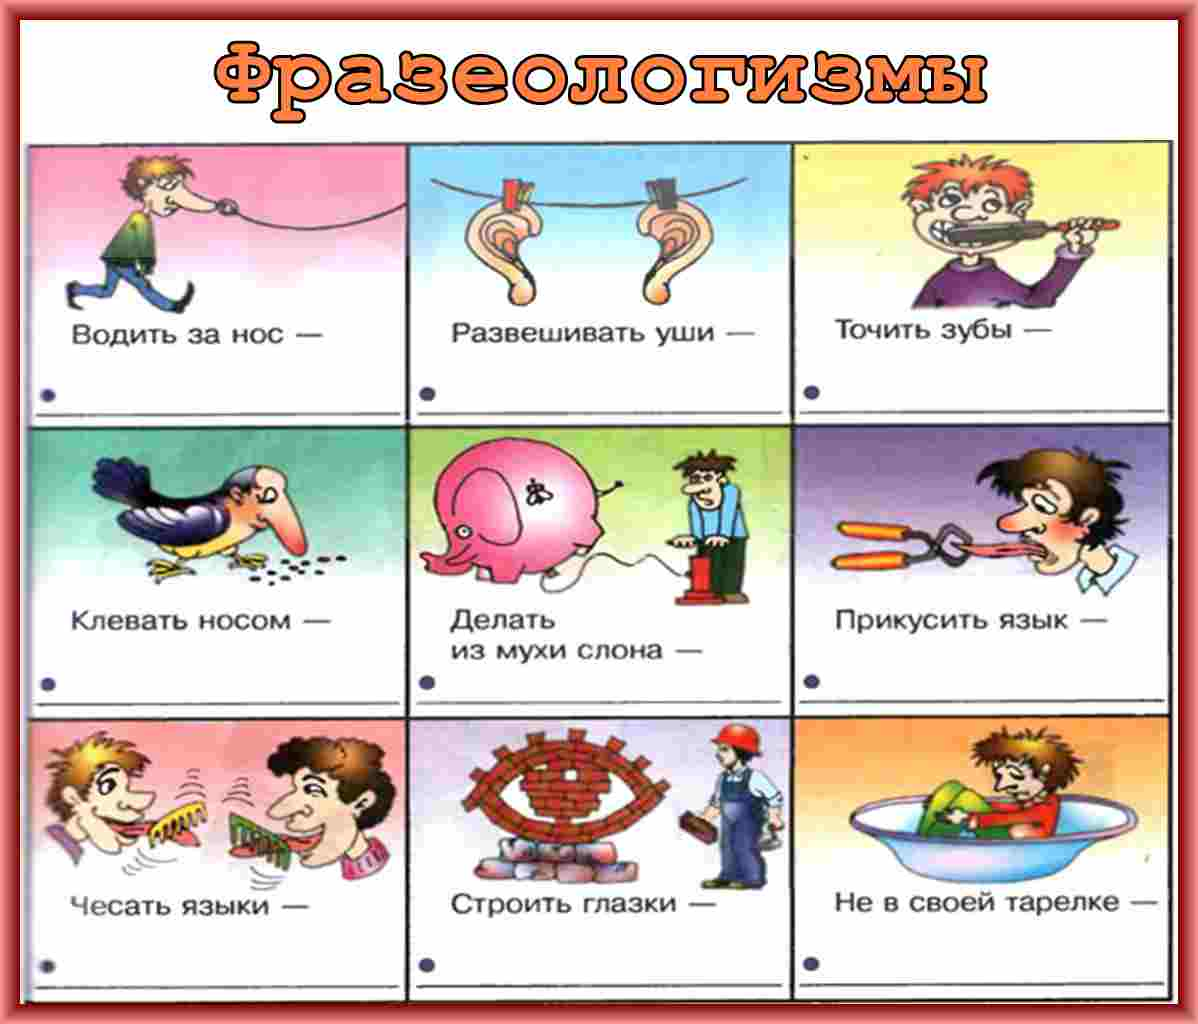 Фразеологизмы
Водить за нос —
Развешивать уши —
Точить зубы —
Клевать носом —
Делать
из мухи слона —
Прикусить язык —
Чесать языки —
Строить глазки —
Не в своей тарелке —